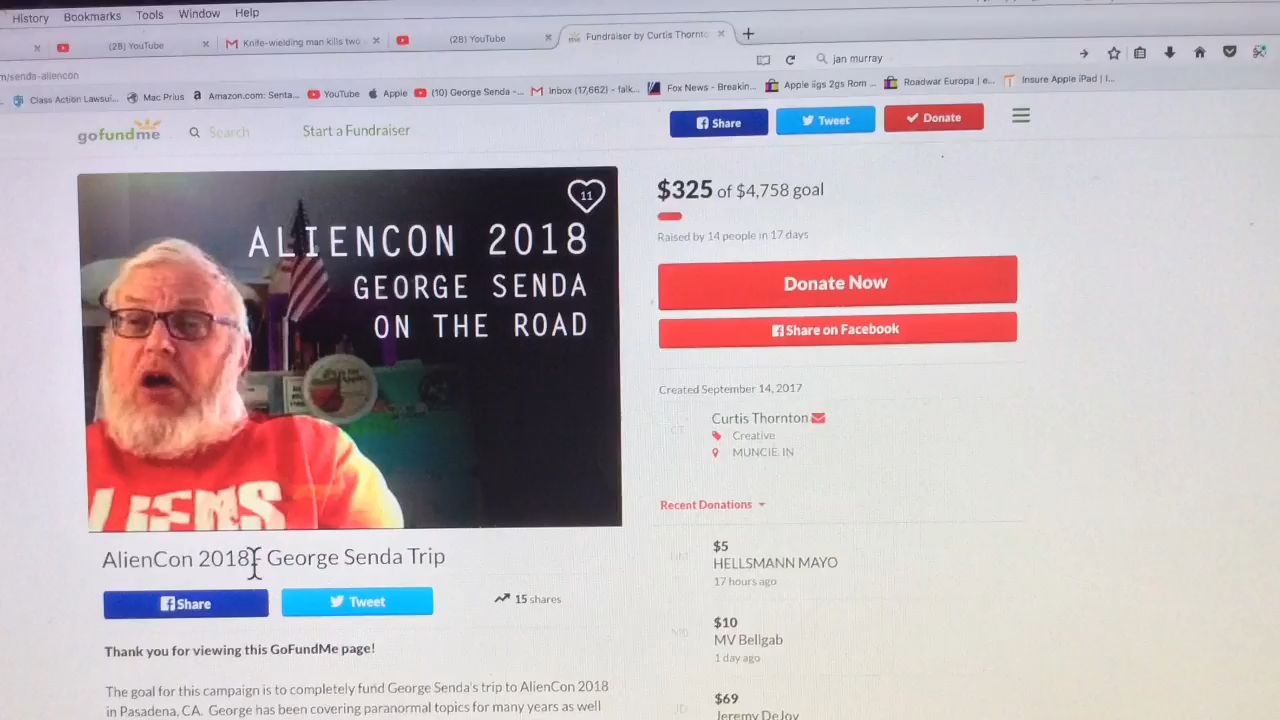 History Bookmarks Tools Window Help
(28) YouTube
Knife-wielding man kills two
(28) YouTube
Fundraiser by Curtis Thornto
m/senda-aliencon
jan murray
Class Action Lawsui...
Mac Prius
Amazon.com: Senta...
YouTube
Apple
(10) George Senda -...
Inbox (17,662) - falk...
Fox News - Breakin...
Apple iigs 2gs Rom ...
Roadwar Europa | e...
Insure Apple iPad | I...
gofundme
Search
Start a Fundraiser
Share
Tweet
Donate
11
ALIENCON 2018
GEORGE SENDA
ON THE ROAD
$325 of $4,758 goal
Raised by 14 people in 17 days
Donate Now
Share on Facebook
Created September 14, 2017
CT
Curtis Thornton
Creative
MUNCIE, IN
Recent Donations
HM
$5
HELLSMANN MAYO
17 hours ago
$10
MV Bellgab
1 day ago
JD
$69
Jeremy DeJoy
AlienCon 2018- George Senda Trip
Share
Tweet
15 shares
Thank you for viewing this GoFundMe page!
The goal for this campaign is to completely fund George Senda's trip to AlienCon 2018
in Pasadena, CA. George has been covering paranormal topics for many years as well